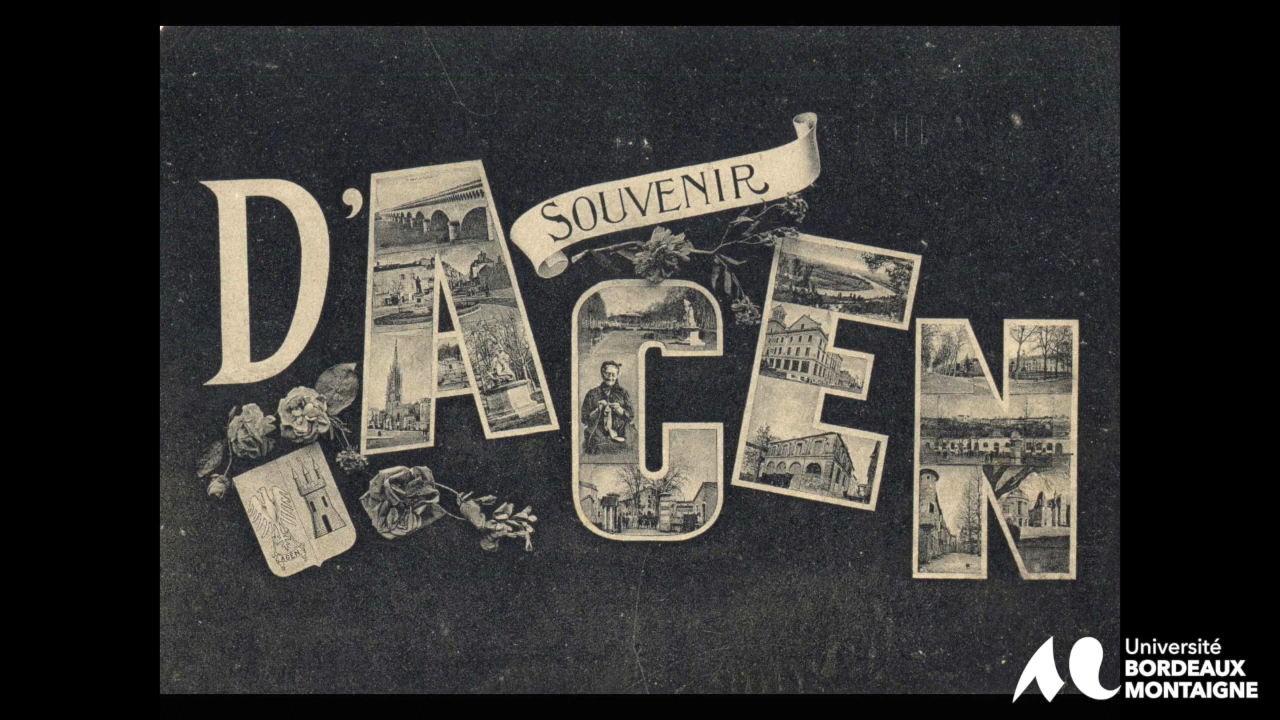 SOUVENIR
D'AGEN
AGEN
Université
BORDEAUX
MONTAIGNE